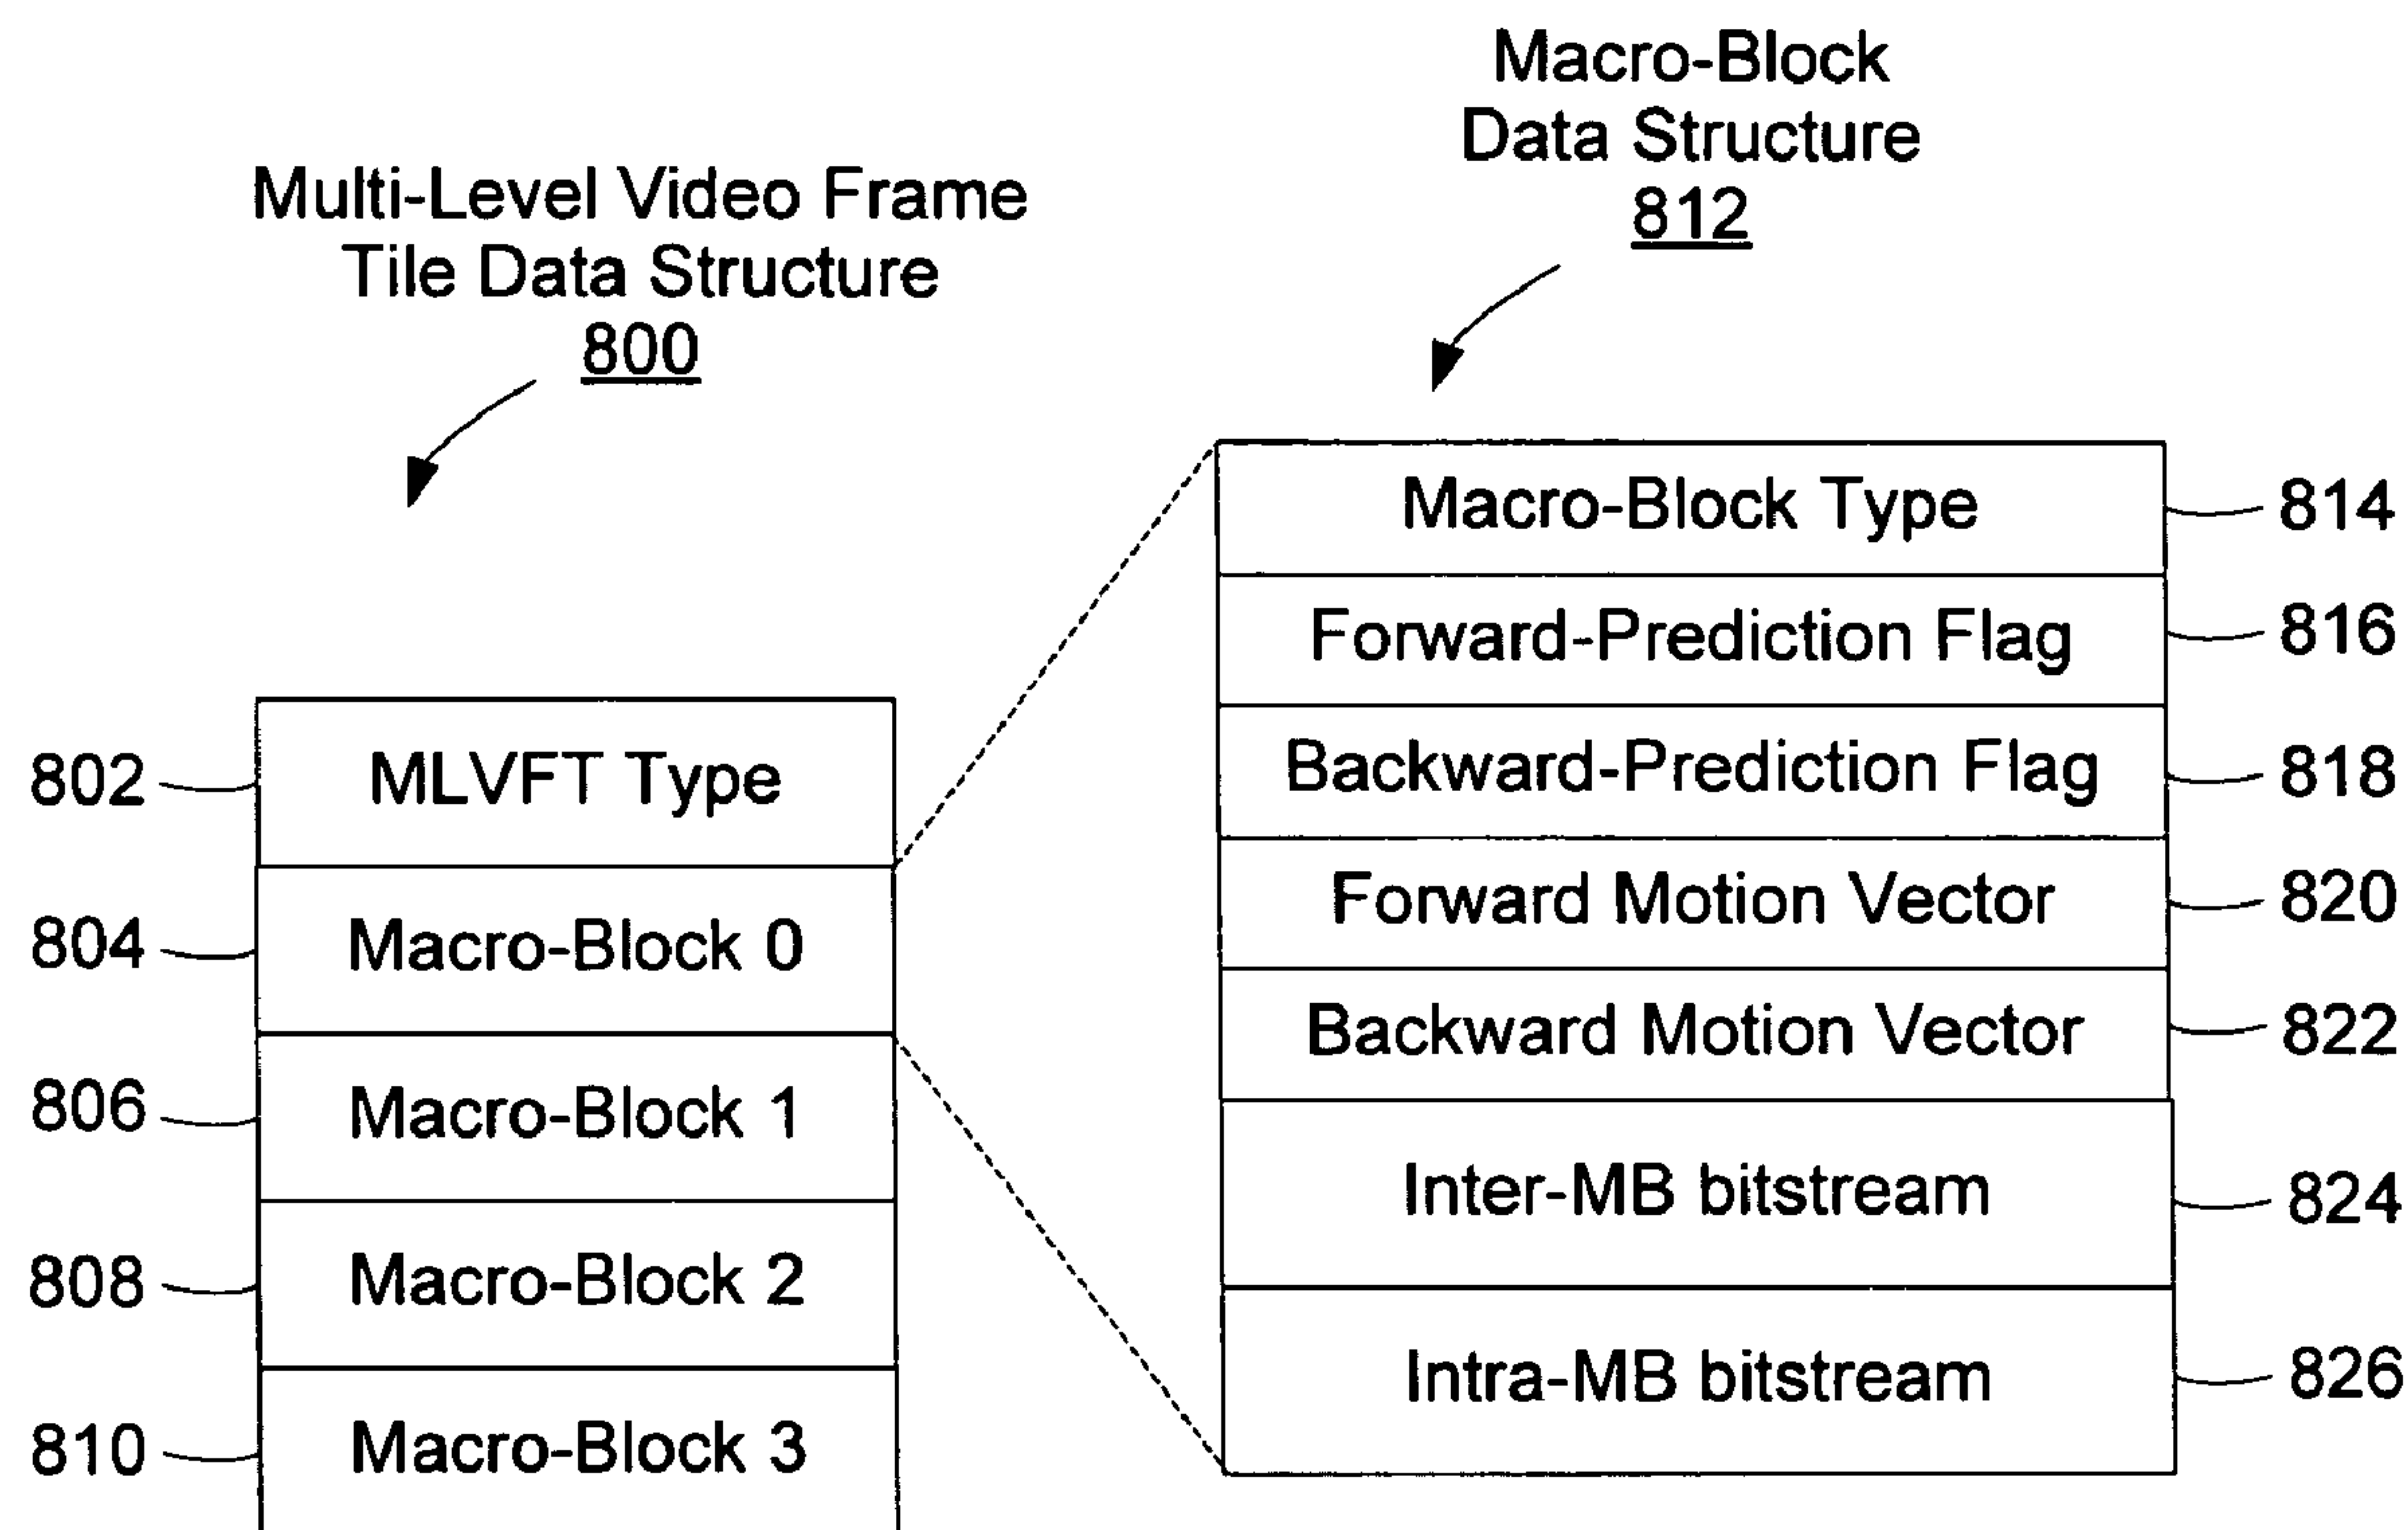 Multi-Level Video Frame
Tile Data Structure
800
802
MLVFT Type
804
Macro-Block 0
806
Macro-Block 1
808
Macro-Block 2
810
Macro-Block 3
Macro-Block
Data Structure
812
Macro-Block Type
814
Forward-Prediction Flag
816
Backward-Prediction Flag
818
Forward Motion Vector
820
Backward Motion Vector
822
Inter-MB bitstream
824
Intra-MB bitstream
826